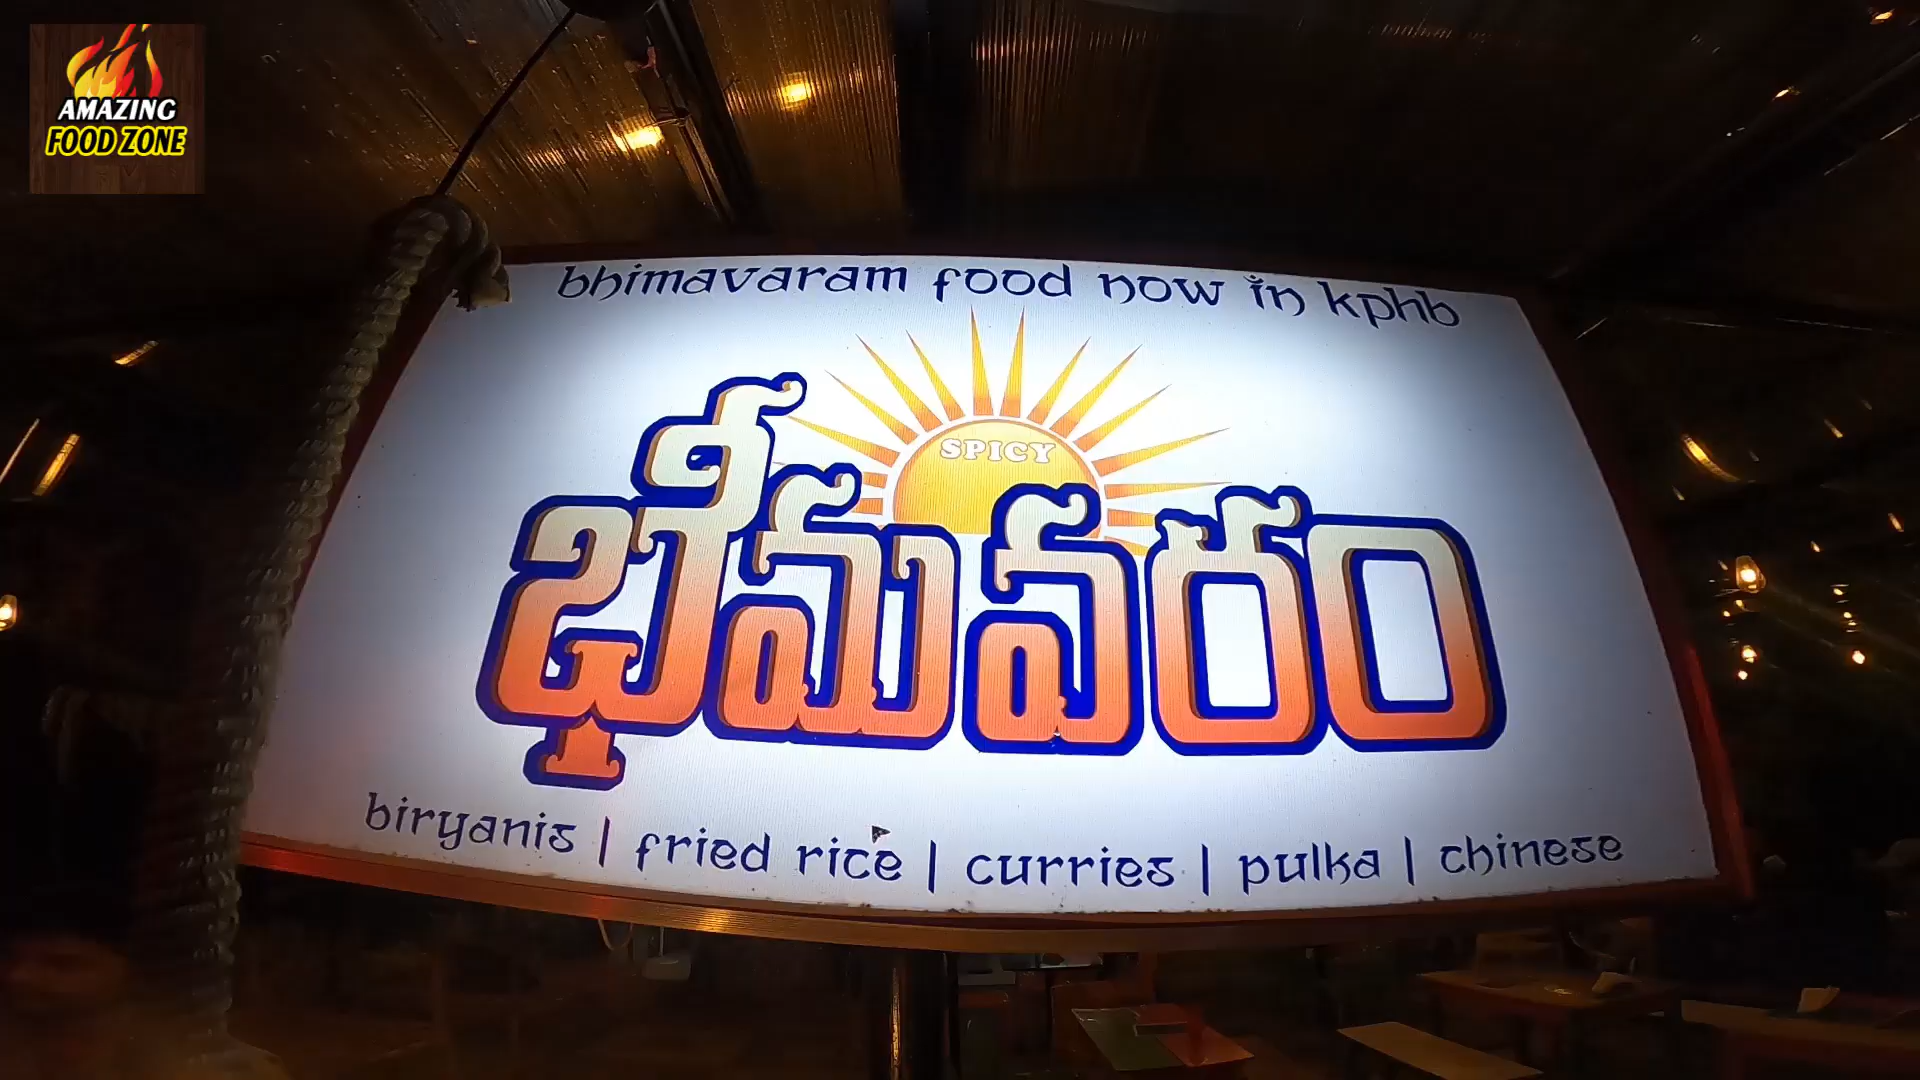 AMAZING
FOOD ZONE
bhimavaram food now in kphb
SPICY
భీమవరం
biryanis | fried rice | curries | pulka | chinese